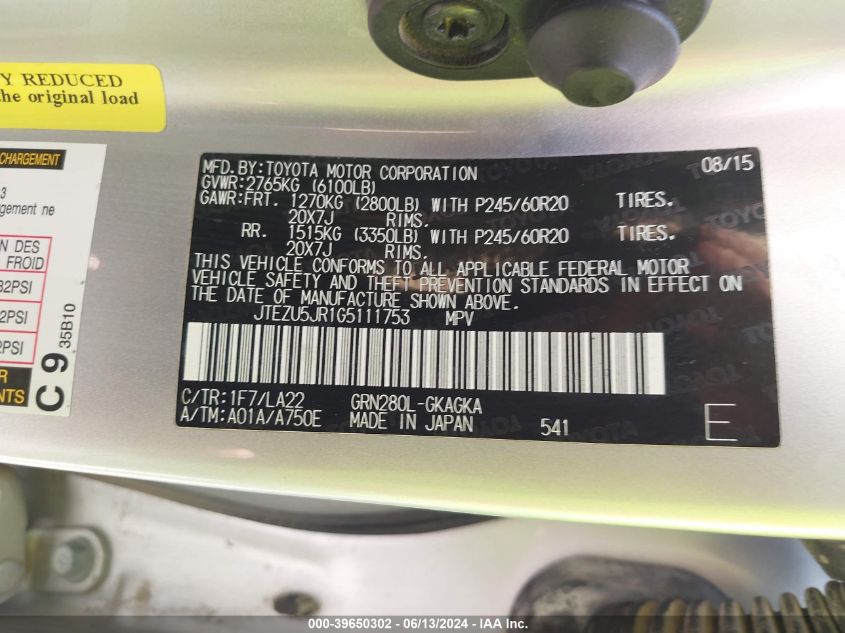 Y REDUCED
the original load
CHARGEMENT
3
rgement ne
N DES
FROID
32PSI
2PSI
2PSI
R
NTS
C 9
35B10
MFD.BY:TOYOTA MOTOR CORPORATION 08/15
GVWR:2765KG (6100LB)
GAWR:FRT. 1270KG (2800LB) WITH P245/60R20 TIRES.
20X7J RIMS.
RR. 1515KG (3350LB) WITH P245/60R20 TIRES.
20X7J RIMS.
THIS VEHICLE CONFORMS TO ALL APPLICABLE FEDERAL MOTOR
VEHICLE SAFETY AND THEFT PREVENTION STANDARDS IN EFFECT ON
THE DATE OF MANUFACTURE SHOWN ABOVE.
JTEZU5JR1G5111753 MPV
C/TR:1F7/LA22 GRN280L-GKAGKA
A/TM:A01A/A750E MADE IN JAPAN 541 E
000-39650302 - 06/13/2024 - IAA Inc.